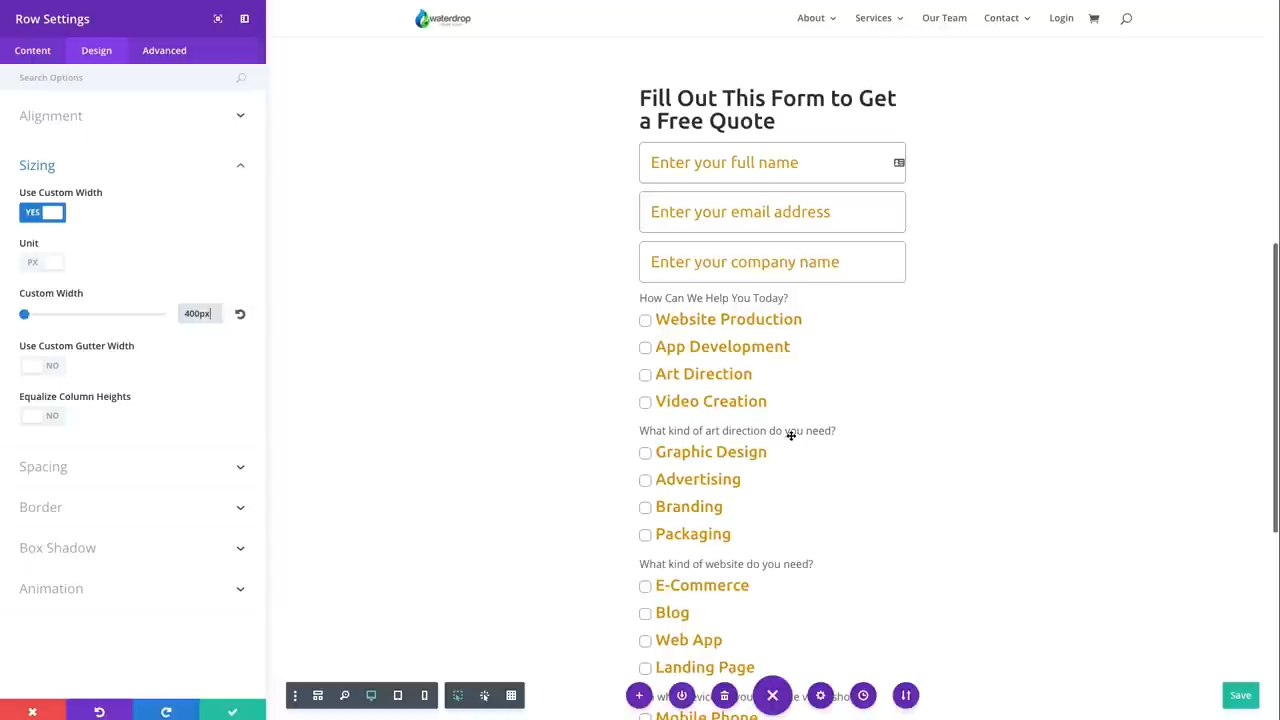 Row Settings
Content
Design
Advanced
Search Options
Alignment
Sizing
Use Custom Width
YES
Unit
PX
Custom Width
400px
Use Custom Gutter Width
NO
Equalize Column Heights
NO
Spacing
Border
Box Shadow
Animation
waterdrop
About
Services
Our Team
Contact
Login
Fill Out This Form to Get
a Free Quote
Enter your full name
Enter your email address
Enter your company name
How Can We Help You Today?
Website Production
App Development
Art Direction
Video Creation
What kind of art direction do you need?
Graphic Design
Advertising
Branding
Packaging
What kind of website do you need?
E-Commerce
Blog
Web App
Landing Page
Mobile Phone
Save